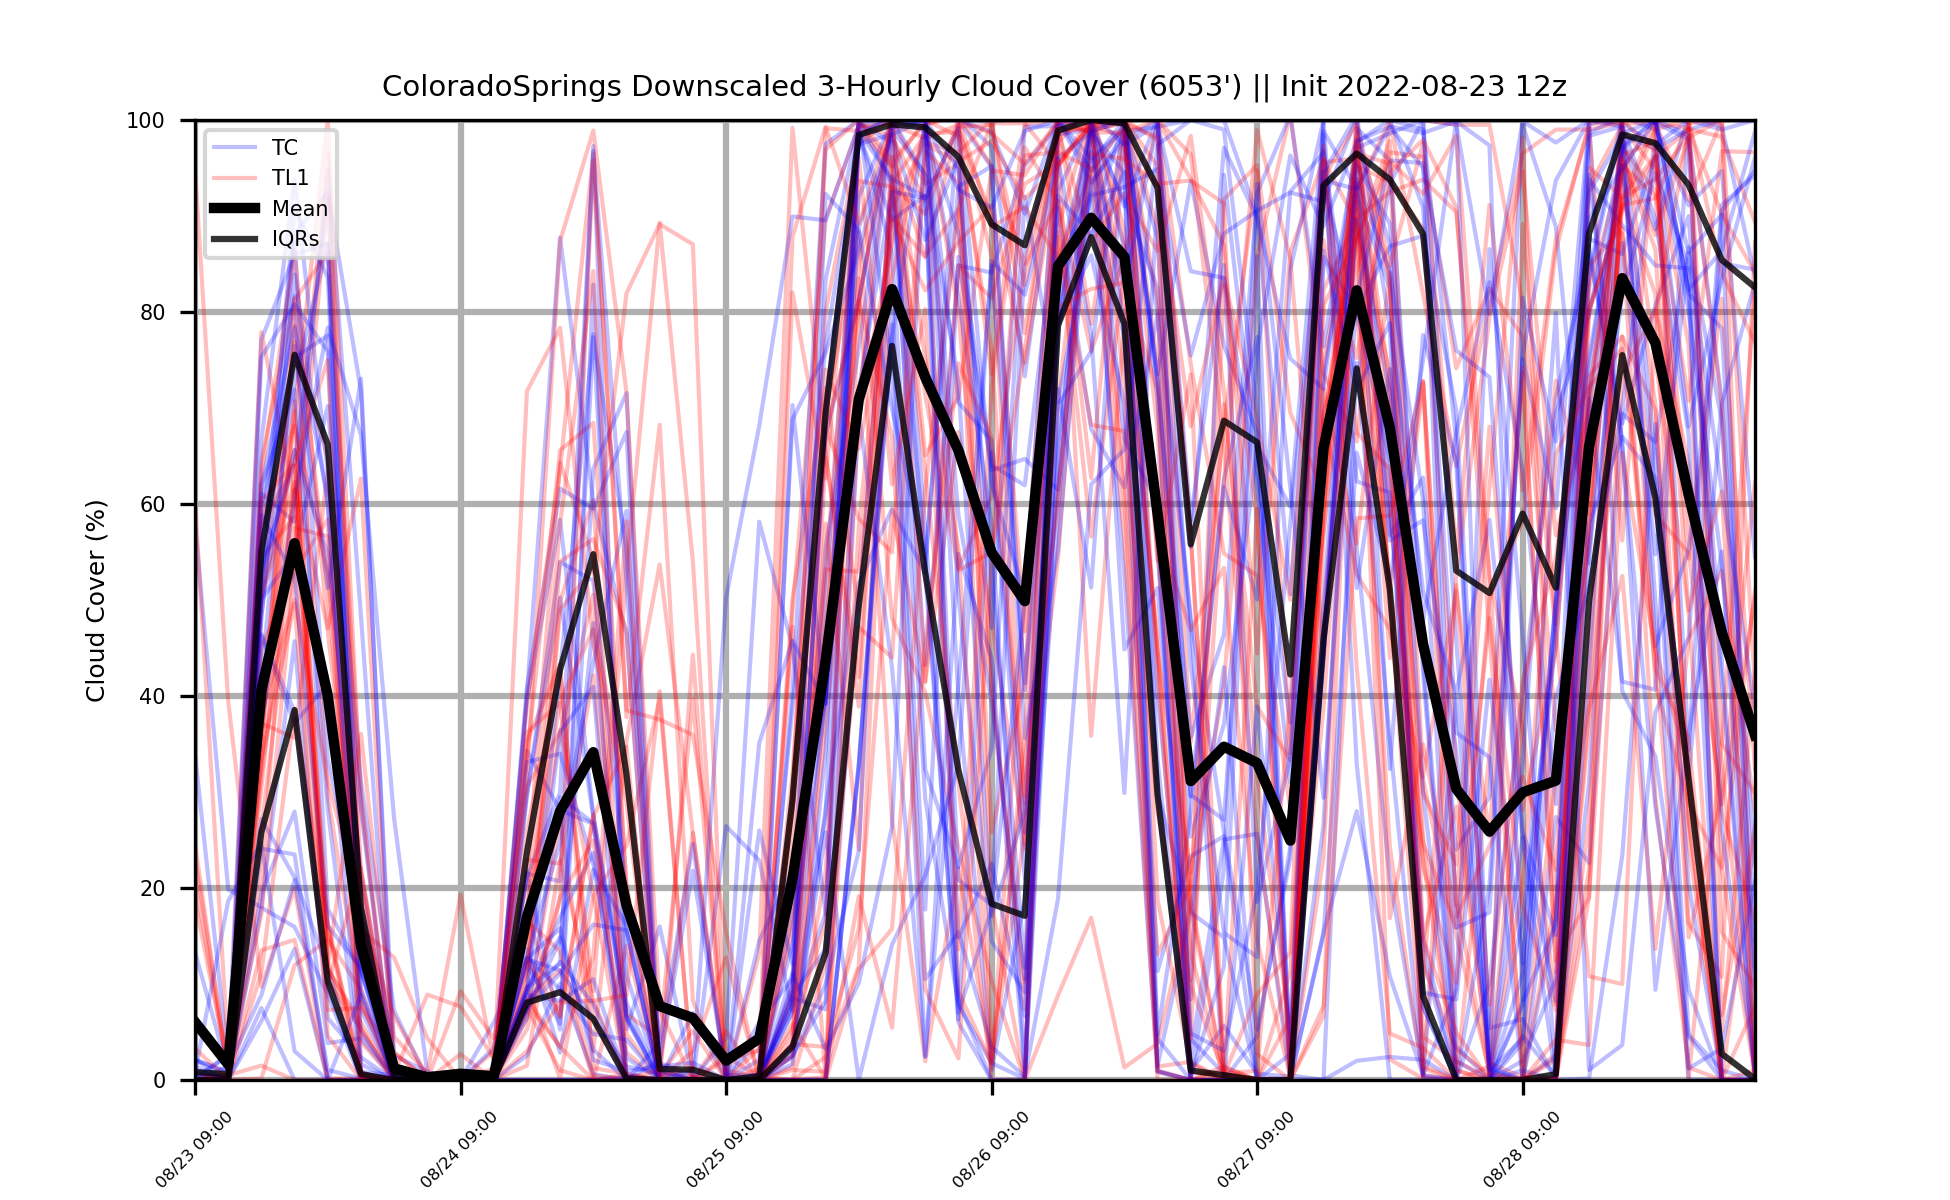 ColoradoSprings Downscaled 3-Hourly Cloud Cover (6053') || Init 2022-08-23 12z
TC
TL1
Mean
IQRs
Cloud Cover (%)
100
80
60
40
20
0
08/23 09:00
08/24 09:00
08/25 09:00
08/26 09:00
08/27 09:00
08/28 09:00